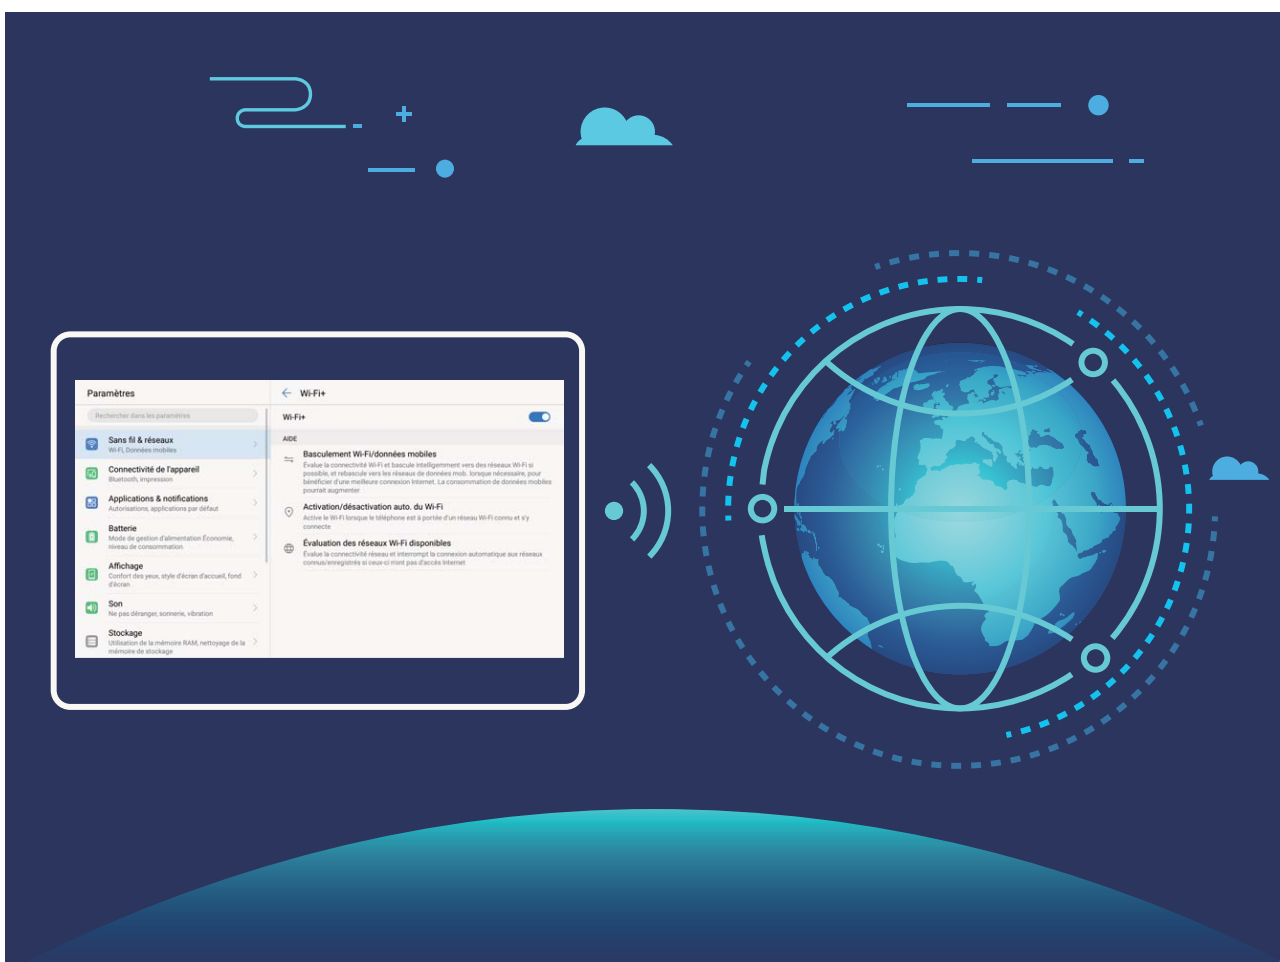 Paramètres
Rechercher dans les paramètres
Sans fil & réseaux
Wi-Fi, Données mobiles
Connectivité de l'appareil
Bluetooth, Impression
Applications & notifications
Autorisations, applications par défaut
Batterie
Mode de gestion d'alimentation Économie,
niveau de consommation
Affichage
Confort des yeux, style d'écran d'accueil, fond
d'écran
Son
Ne pas déranger, sonnerie, vibration
Stockage
Utilisation de la mémoire RAM, nettoyage de la
mémoire de stockage
Wi-Fi+
Wi-Fi+
AIDE
Basculement Wi-Fi/données mobiles
Évalue la connectivité Wi-Fi et bascule intelligemment vers des réseaux Wi-Fi si
possible, et rebascule vers les réseaux de données mob. lorsque nécessaire, pour
bénéficier d'une meilleure connexion Internet. La consommation de données mobiles
pourrait augmenter
Activation/désactivation auto. du Wi-Fi
Active le Wi-Fi lorsque le téléphone est à portée d'un réseau Wi-Fi connu et s'y
connecte
Évaluation des réseaux Wi-Fi disponibles
Évalue la connectivité réseau et interrompt la connexion automatique aux réseaux
connus/enregistrés si ceux-ci n'ont pas d'accès Internet